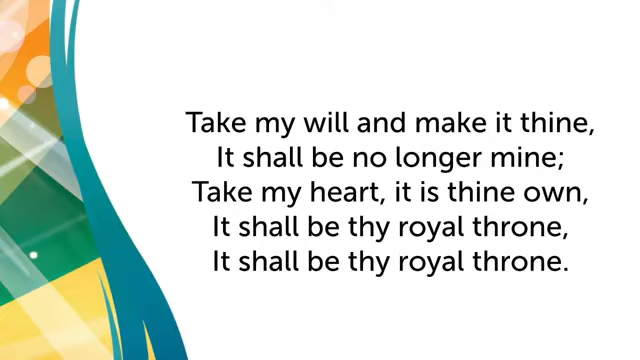 Take my will and make it thine,
It shall be no longer mine;
Take my heart, it is thine own,
It shall be thy royal throne,
It shall be thy royal throne.